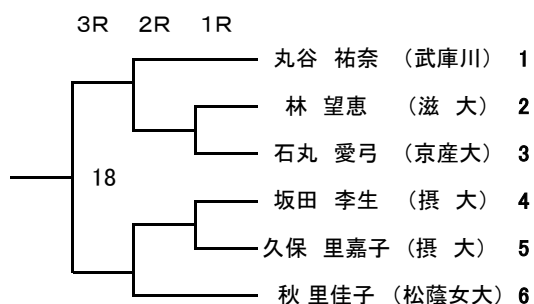 3R 2R 1R
丸谷 祐奈 (武庫川) 1
林 望恵 (滋 大) 2
石丸 愛弓 (京産大) 3
18
坂田 李生 (摂 大) 4
久保 里嘉子 (摂 大) 5
秋 里佳子 (松蔭女大) 6